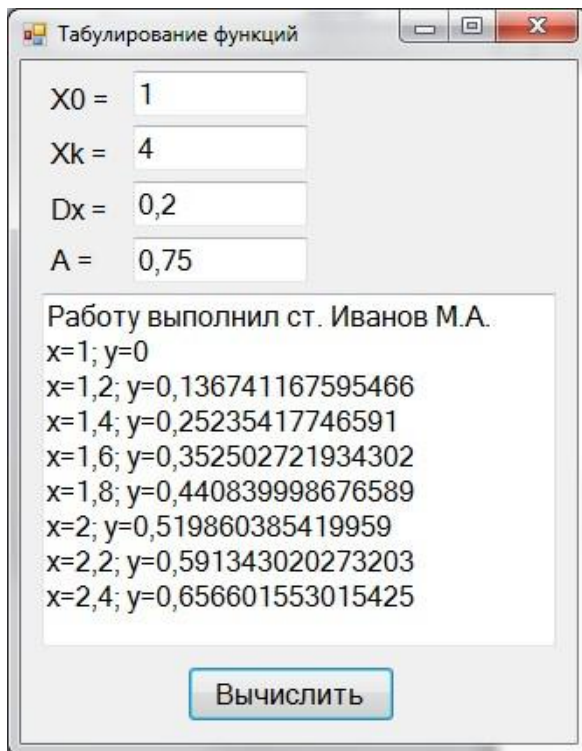 Табулирование функций
X0 = 1
Xk = 4
Dx = 0,2
A = 0,75
Работу выполнил ст. Иванов М.А.
x=1; y=0
x=1,2; y=0,136741167595466
x=1,4; y=0,25235417746591
x=1,6; y=0,352502721934302
x=1,8; y=0,440839998676589
x=2; y=0,519860385419959
x=2,2; y=0,591343020273203
x=2,4; y=0,656601553015425
Вычислить